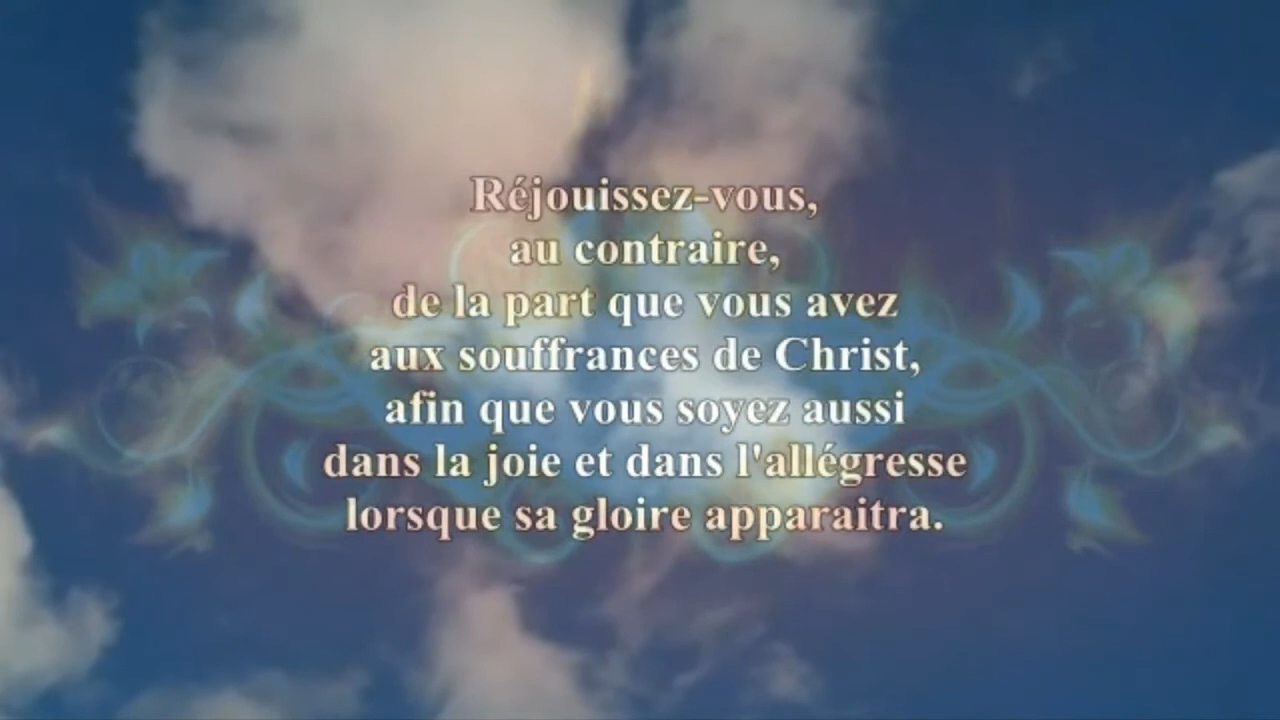 Réjouissez-vous,
au contraire,
de la part que vous avez
aux souffrances de Christ,
afin que vous soyez aussi
dans la joie et dans l'allégresse
lorsque sa gloire apparaitra.